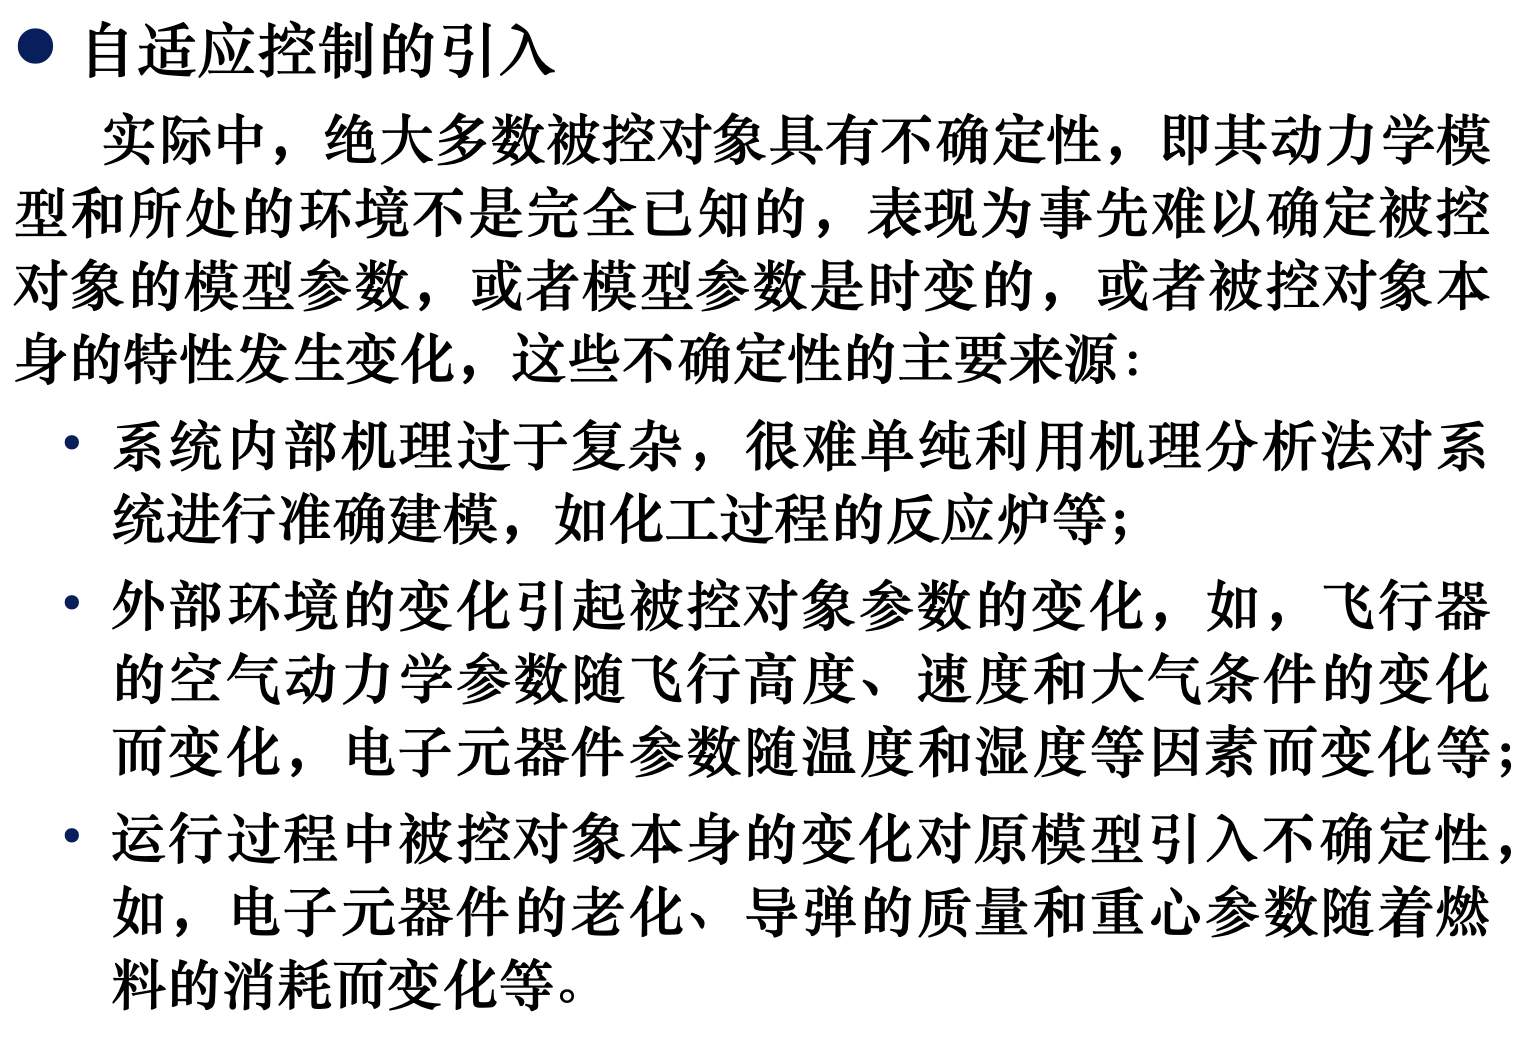 ● 自适应控制的引入
实际中，绝大多数被控对象具有不确定性，即其动力学模
型和所处的环境不是完全已知的，表现为事先难以确定被控
对象的模型参数，或者模型参数是时变的，或者被控对象本
身的特性发生变化，这些不确定性的主要来源：
• 系统内部机理过于复杂，很难单纯利用机理分析法对系
统进行准确建模，如化工过程的反应炉等；
• 外部环境的变化引起被控对象参数的变化，如，飞行器
的空气动力学参数随飞行高度、速度和大气条件的变化
而变化，电子元器件参数随温度和湿度等因素而变化等；
• 运行过程中被控对象本身的变化对原模型引入不确定性，
如，电子元器件的老化、导弹的质量和重心参数随着燃
料的消耗而变化等。